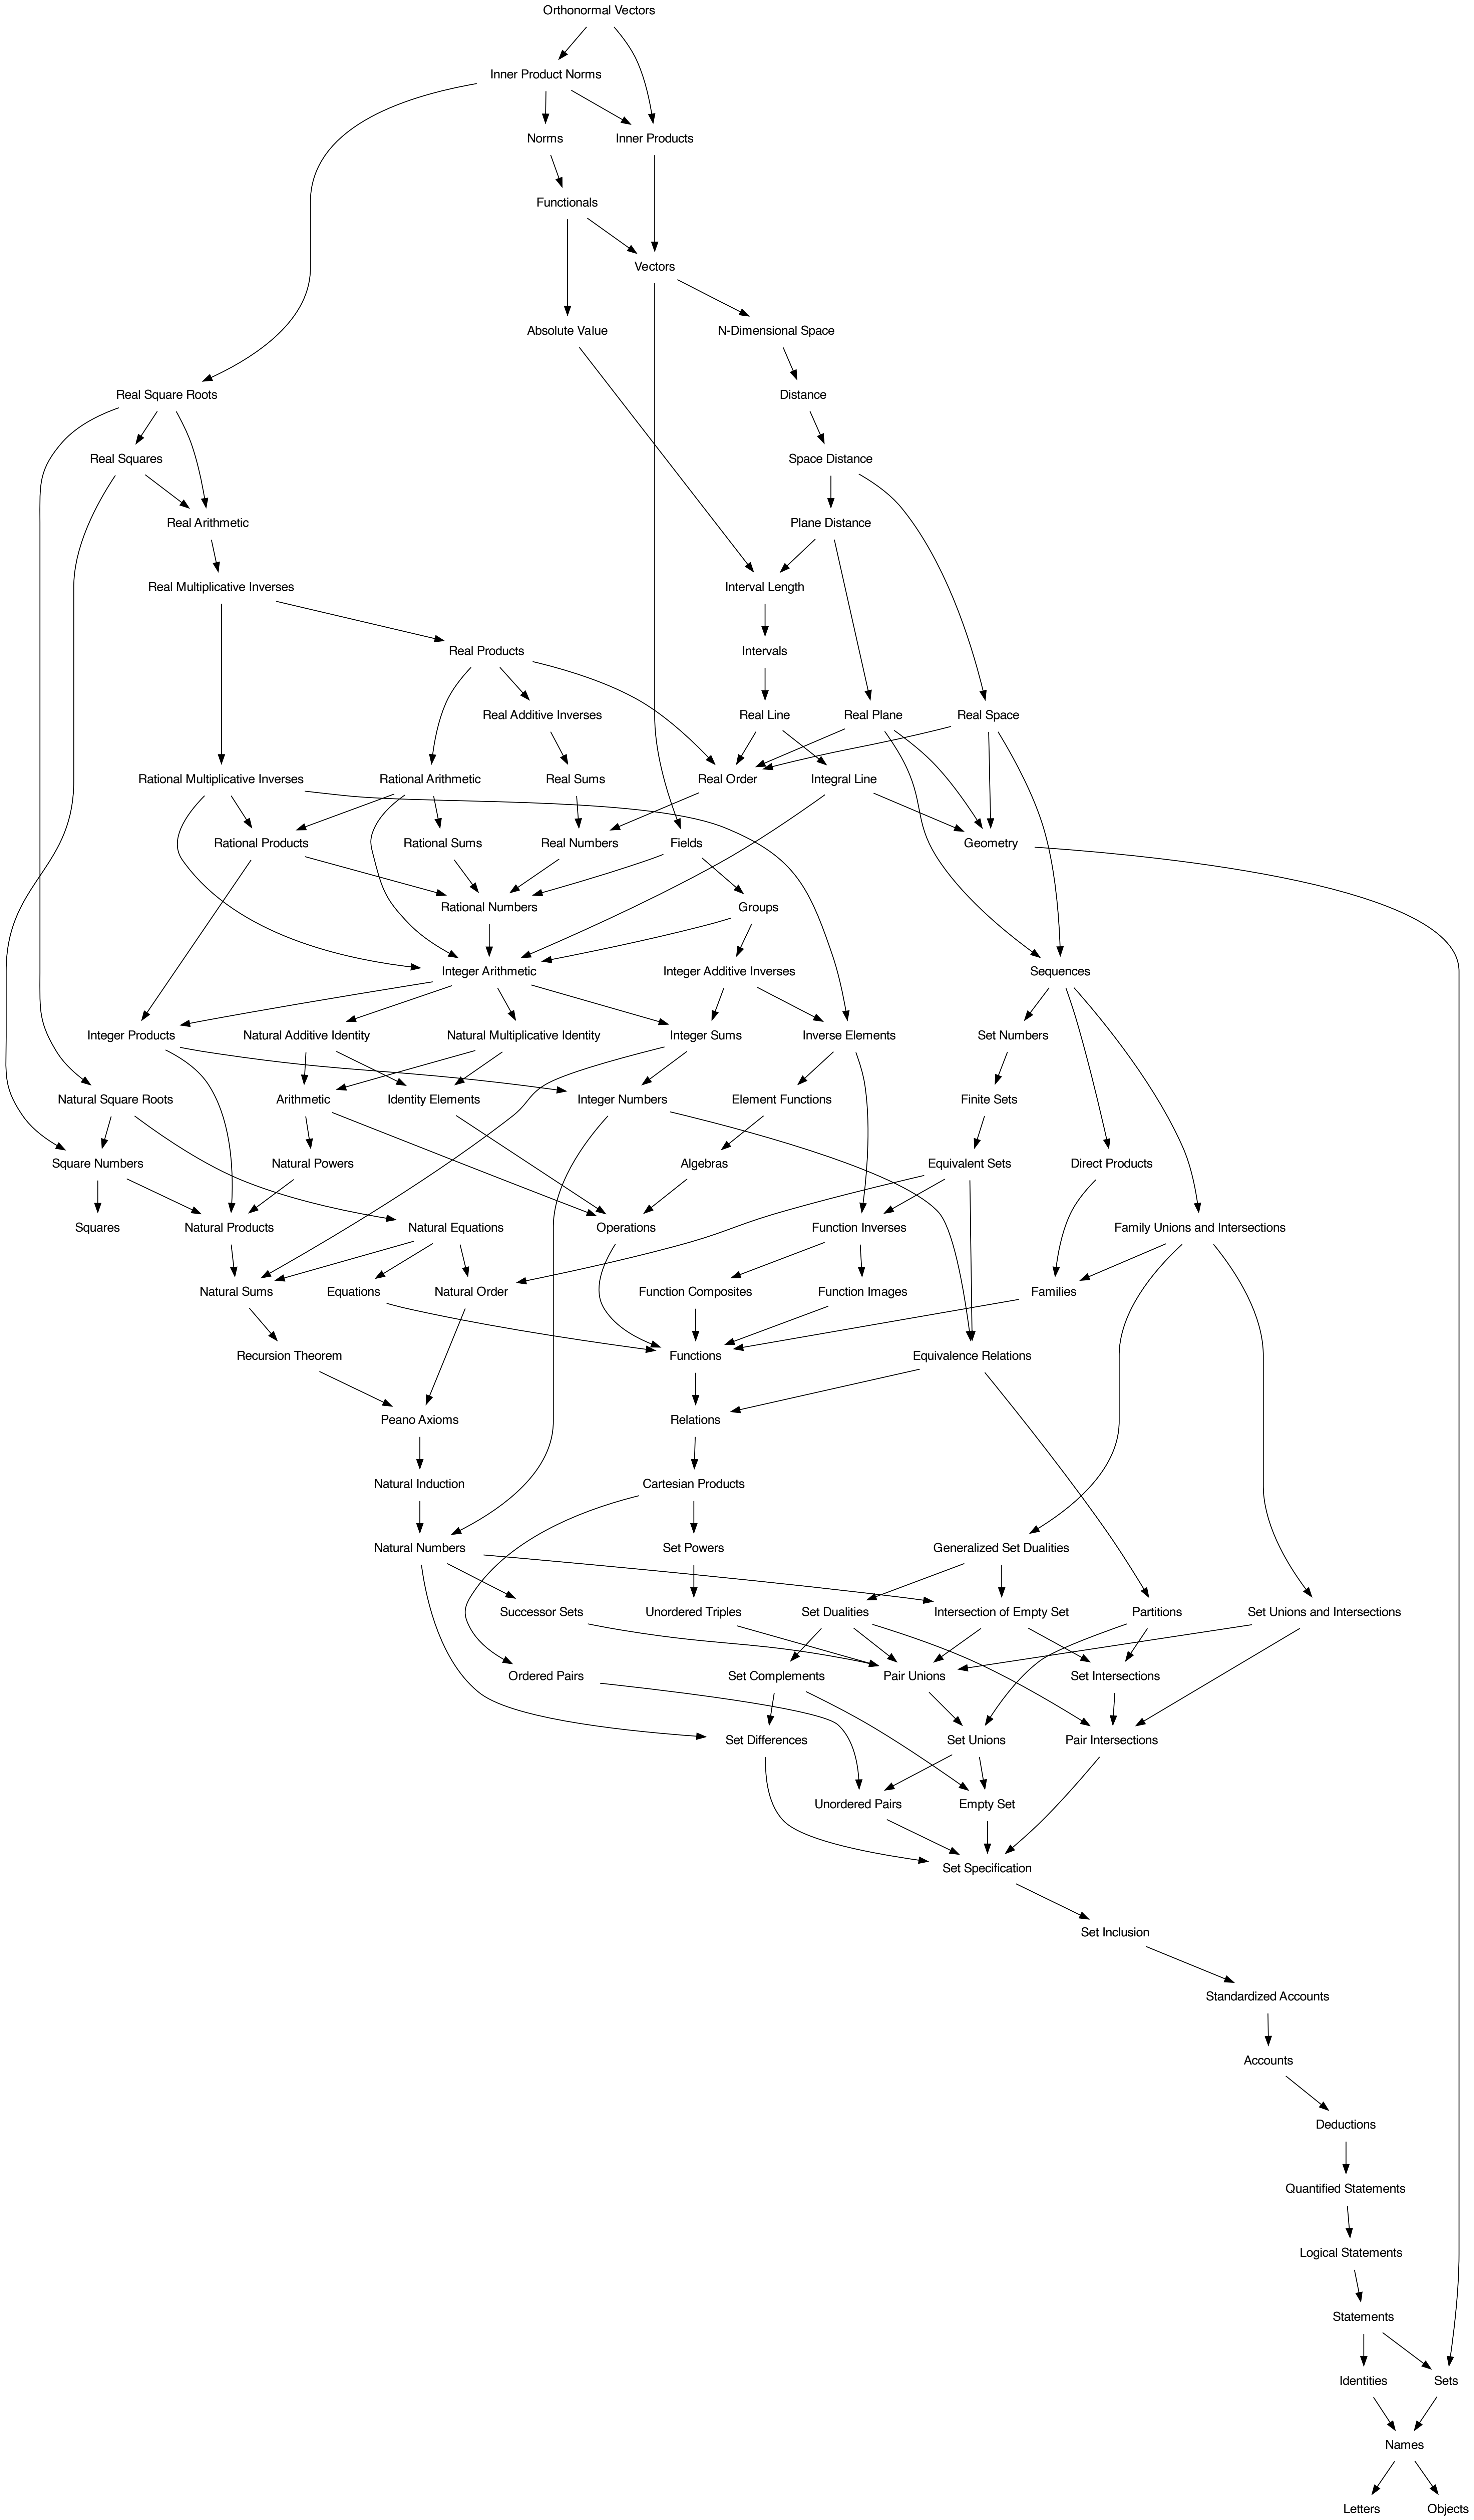 Orthonormal Vectors
Inner Product Norms
Norms
Inner Products
Functionals
Vectors
Absolute Value
N-Dimensional Space
Real Square Roots
Distance
Real Squares
Space Distance
Real Arithmetic
Plane Distance
Real Multiplicative Inverses
Interval Length
Real Products
Intervals
Real Additive Inverses
Real Line
Real Plane
Real Space
Rational Multiplicative Inverses
Rational Arithmetic
Real Sums
Real Order
Integral Line
Rational Products
Rational Sums
Real Numbers
Fields
Geometry
Rational Numbers
Groups
Integer Arithmetic
Integer Additive Inverses
Sequences
Integer Products
Natural Additive Identity
Natural Multiplicative Identity
Integer Sums
Inverse Elements
Set Numbers
Natural Square Roots
Arithmetic
Identity Elements
Integer Numbers
Element Functions
Finite Sets
Square Numbers
Natural Powers
Algebras
Equivalent Sets
Direct Products
Squares
Natural Products
Natural Equations
Operations
Function Inverses
Family Unions and Intersections
Natural Sums
Equations
Natural Order
Function Composites
Function Images
Families
Recursion Theorem
Functions
Equivalence Relations
Peano Axioms
Relations
Natural Induction
Cartesian Products
Natural Numbers
Set Powers
Generalized Set Dualities
Successor Sets
Unordered Triples
Set Dualities
Intersection of Empty Set
Partitions
Set Unions and Intersections
Ordered Pairs
Set Complements
Pair Unions
Set Intersections
Set Differences
Set Unions
Pair Intersections
Unordered Pairs
Empty Set
Set Specification
Set Inclusion
Standardized Accounts
Accounts
Deductions
Quantified Statements
Logical Statements
Statements
Identities
Sets
Names
Letters
Objects